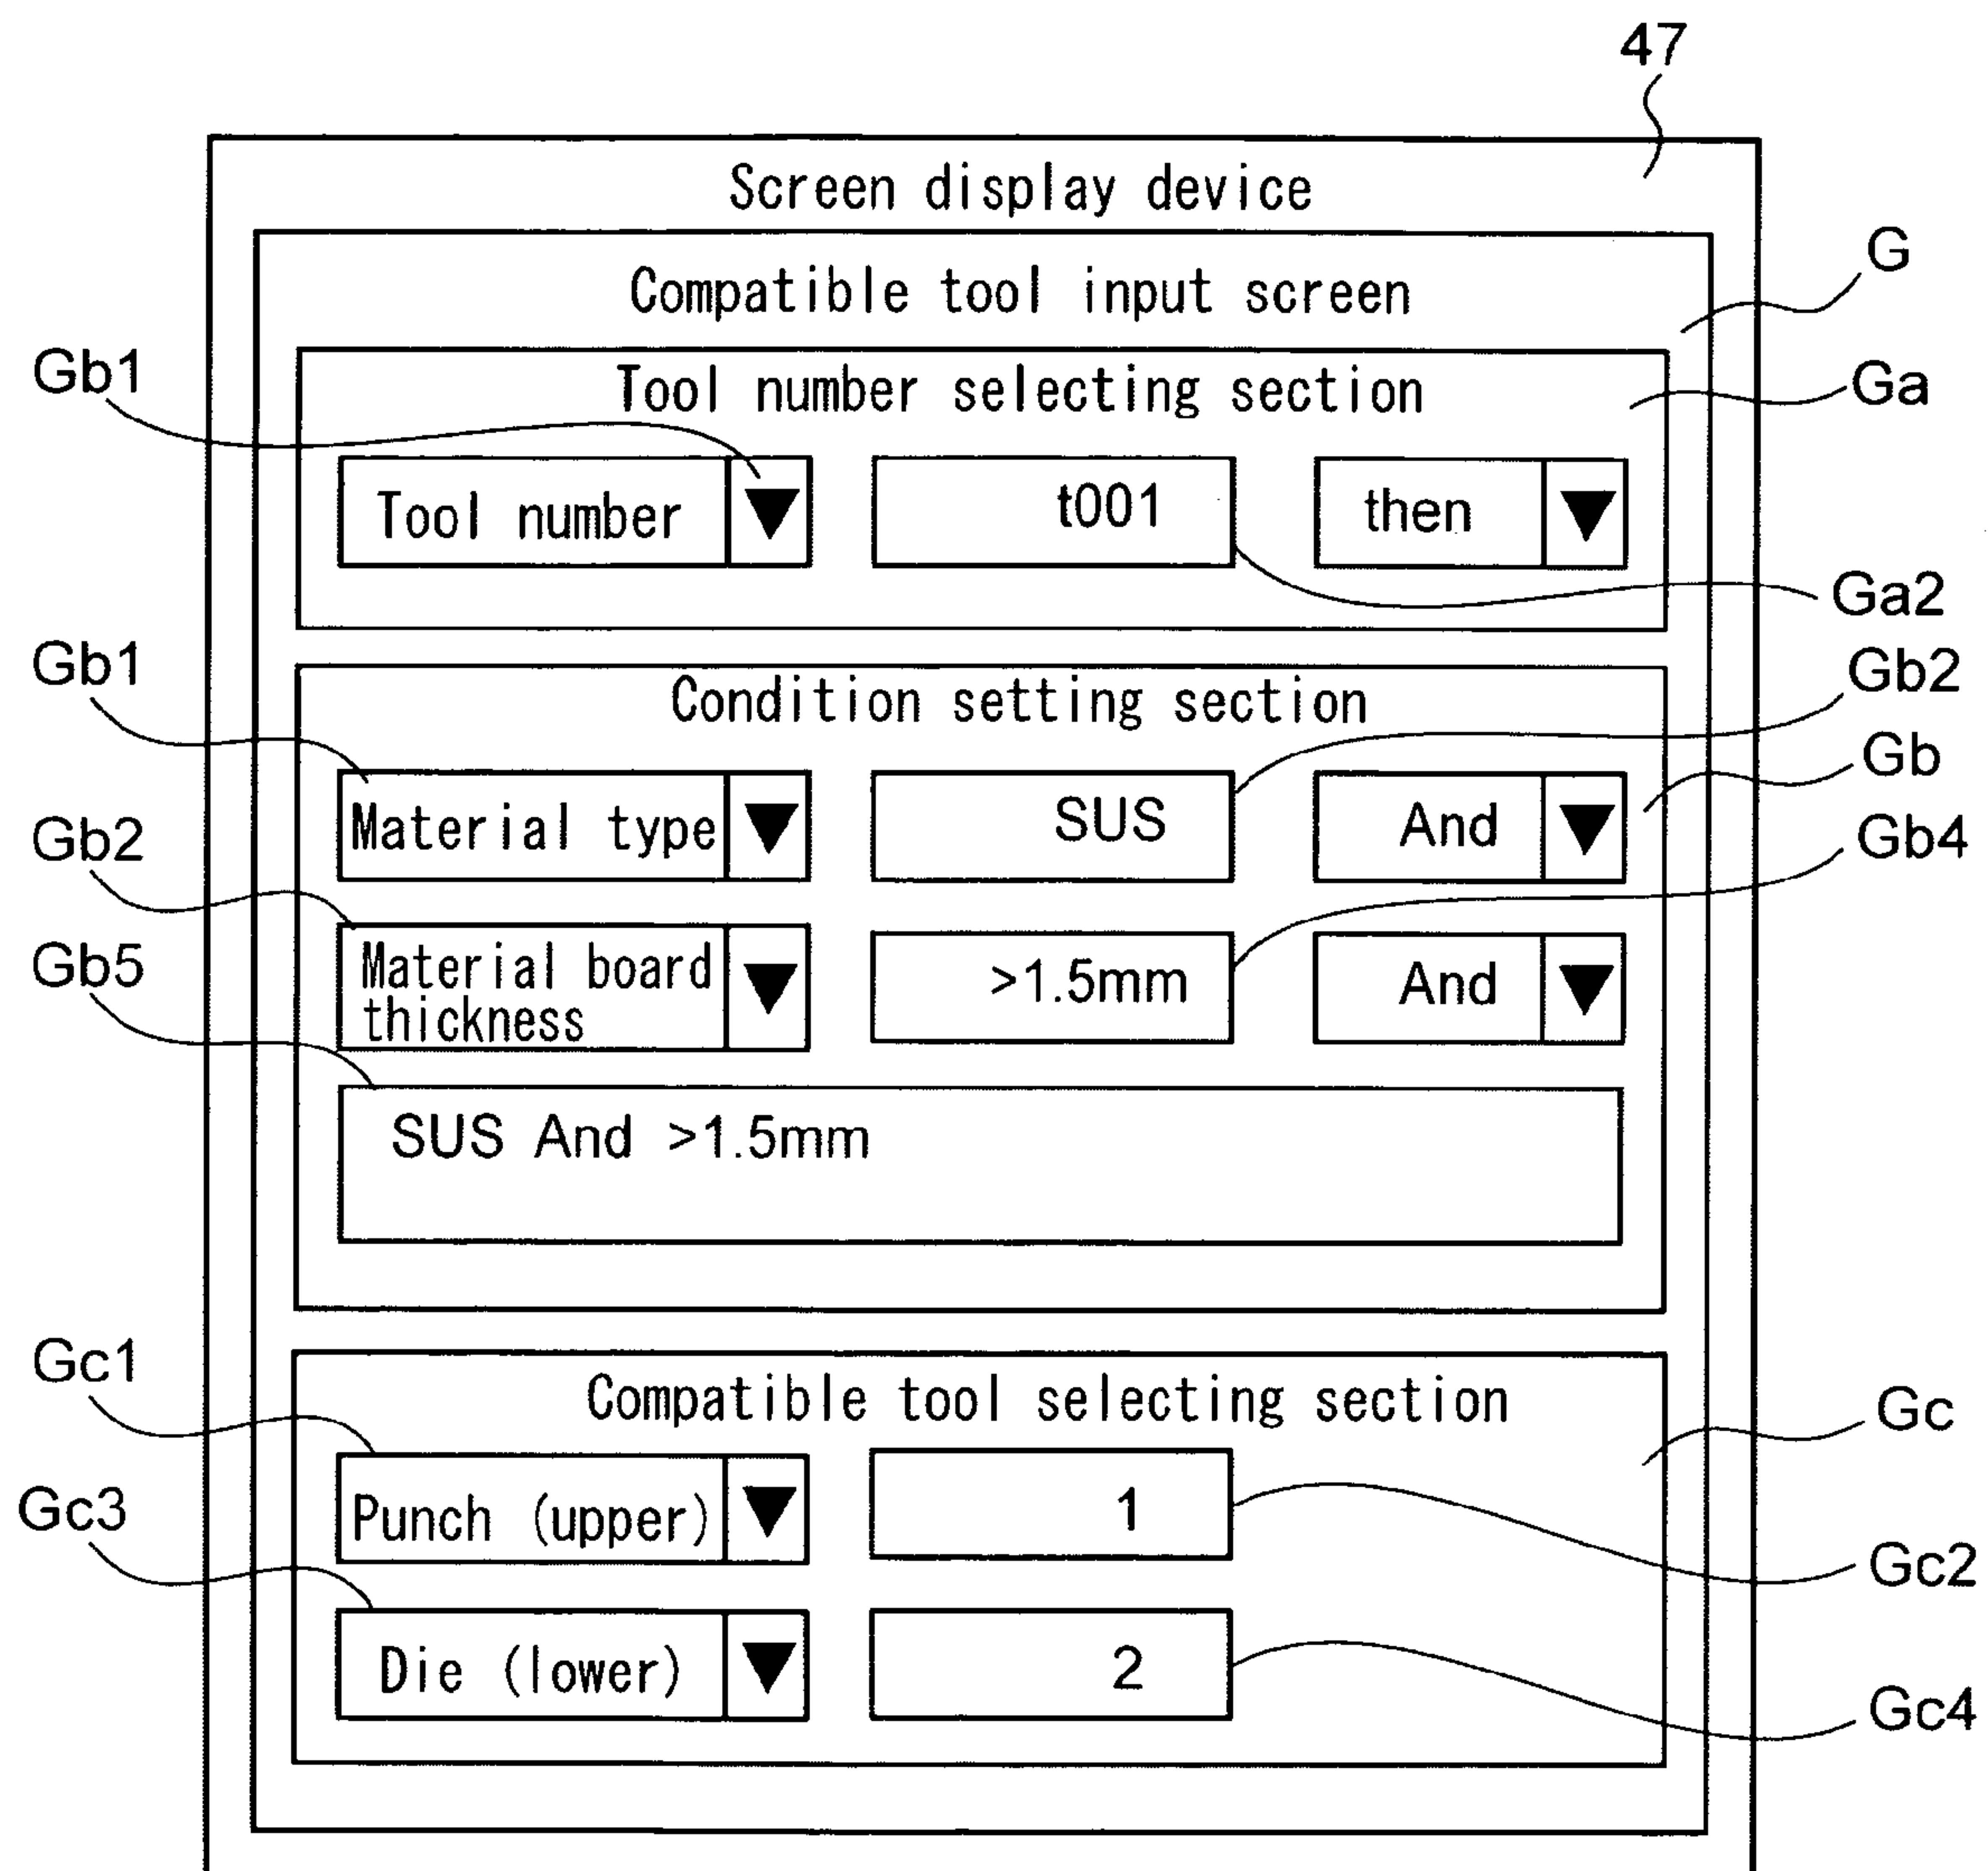 47
Screen display device
G
Compatible tool input screen
Gb1
Tool number selecting section
Ga
Tool number ▼ t001 then ▼
Ga2
Gb1
Condition setting section
Gb2
Material type ▼ SUS And ▼
Gb
Gb2
Gb4
Gb5
Material board
thickness ▼ >1.5mm And ▼
SUS And >1.5mm
Gc1
Compatible tool selecting section
Gc
Punch (upper) ▼ 1
Gc3
Gc2
Die (lower) ▼ 2
Gc4